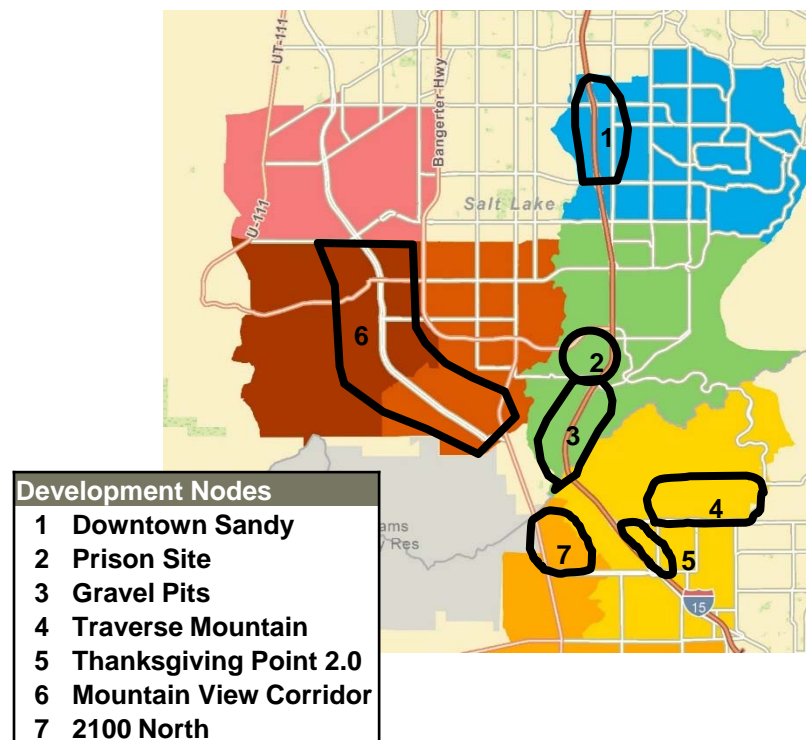 UT-111
Bangerter-Hwy
1
Salt Lake
U-111
6
2
3
4
5
7
15
Development Nodes
1 Downtown Sandy
2 Prison Site
3 Gravel Pits
4 Traverse Mountain
5 Thanksgiving Point 2.0
6 Mountain View Corridor
7 2100 North
ams
Res